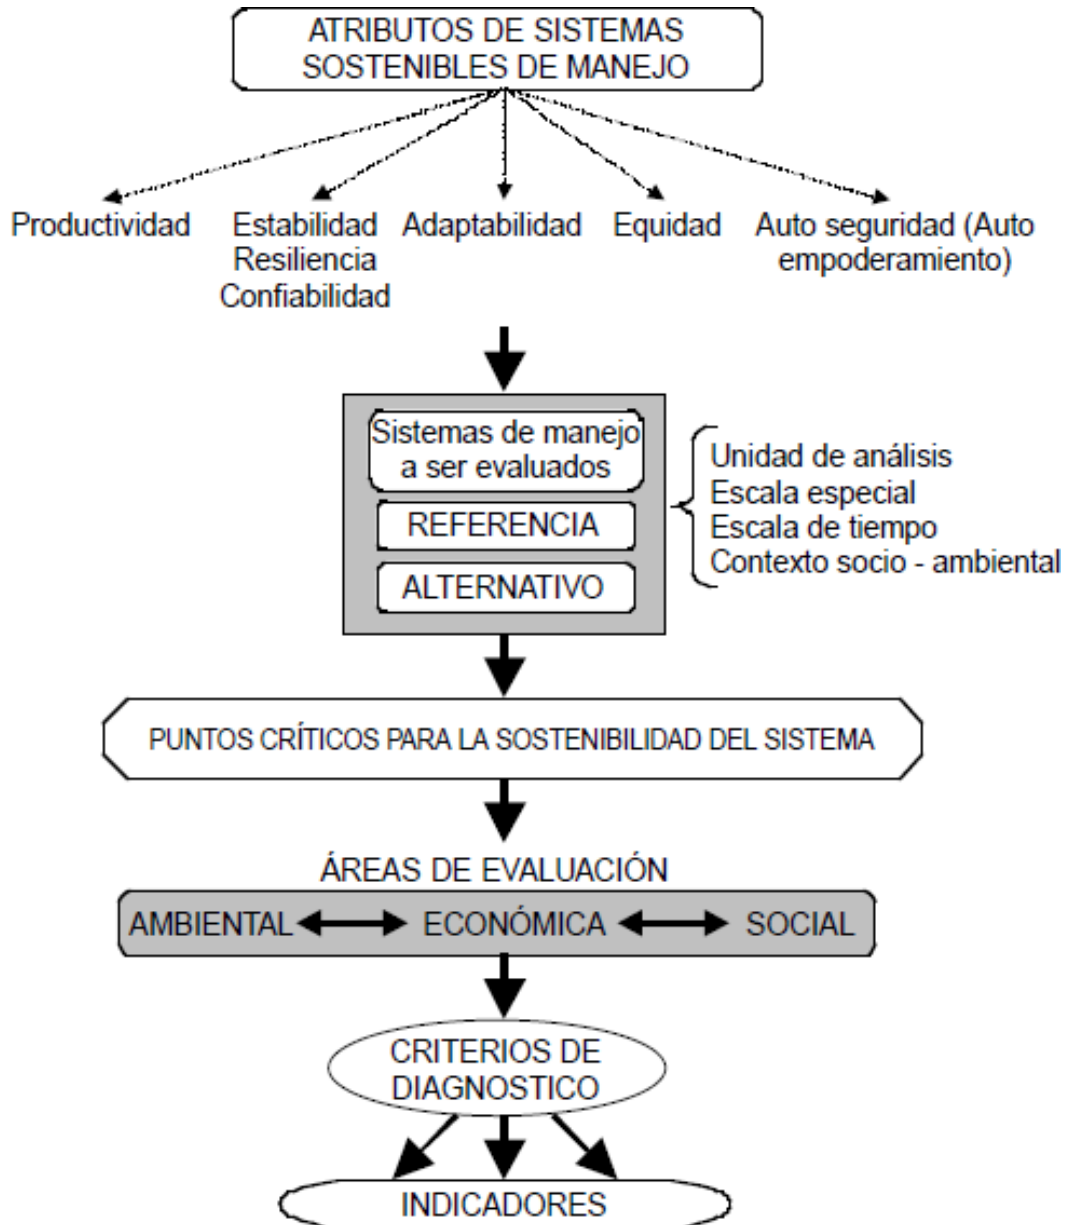 ATRIBUTOS DE SISTEMAS
SOSTENIBLES DE MANEJO
Productividad
Estabilidad
Resiliencia
Confiabilidad
Adaptabilidad
Equidad
Auto seguridad (Auto
empoderamiento)
Sistemas de manejo
a ser evaluados
REFERENCIA
ALTERNATIVO
Unidad de análisis
Escala especial
Escala de tiempo
Contexto socio - ambiental
PUNTOS CRÍTICOS PARA LA SOSTENIBILIDAD DEL SISTEMA
ÁREAS DE EVALUACIÓN
AMBIENTAL ECONÓMICA SOCIAL
CRITERIOS DE
DIAGNOSTICO
INDICADORES